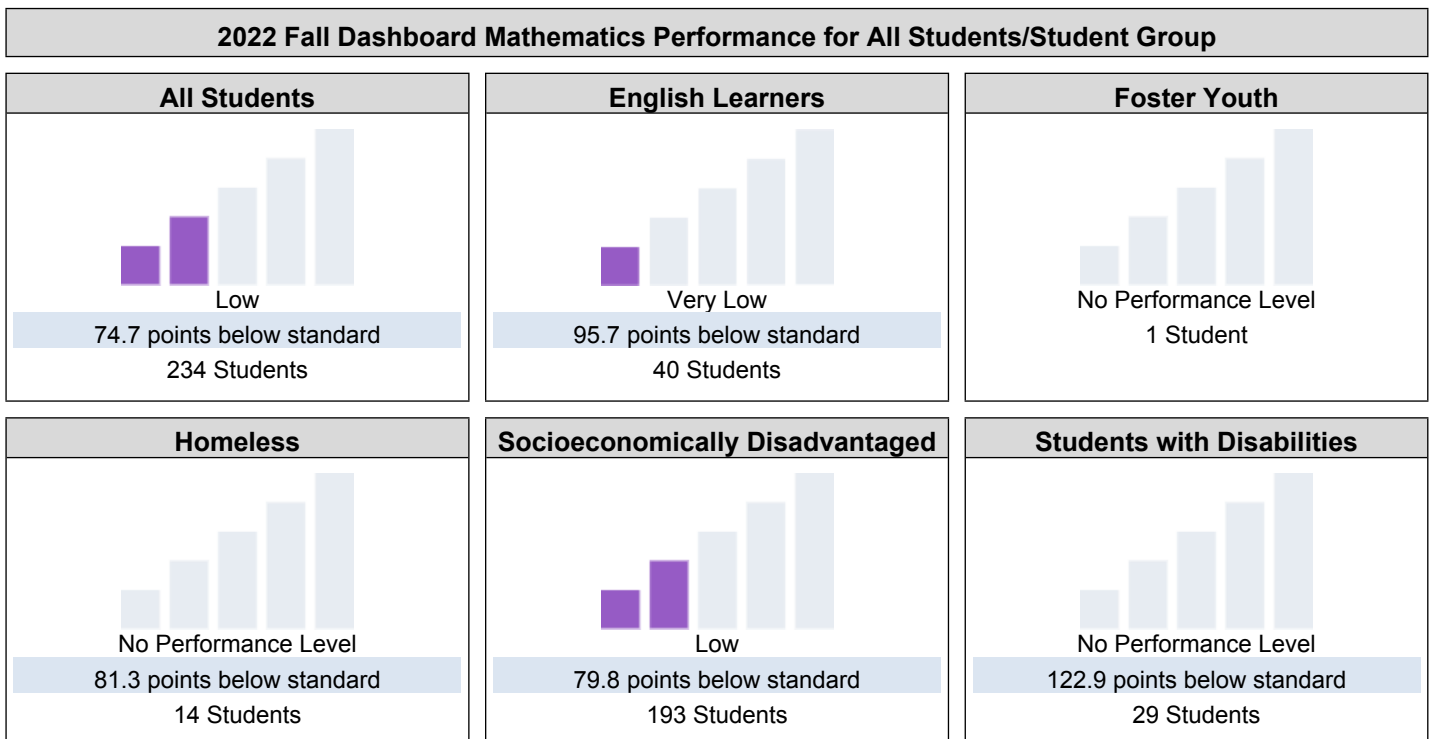 2022 Fall Dashboard Mathematics Performance for All Students/Student Group
All Students
Low
74.7 points below standard
234 Students
English Learners
Very Low
95.7 points below standard
40 Students
Foster Youth
No Performance Level
1 Student
Homeless
No Performance Level
81.3 points below standard
14 Students
Socioeconomically Disadvantaged
Low
79.8 points below standard
193 Students
Students with Disabilities
No Performance Level
122.9 points below standard
29 Students